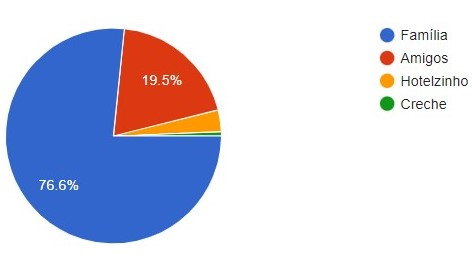 Família
Amigos
19.5%
Hotelzinho
Creche
76.6%